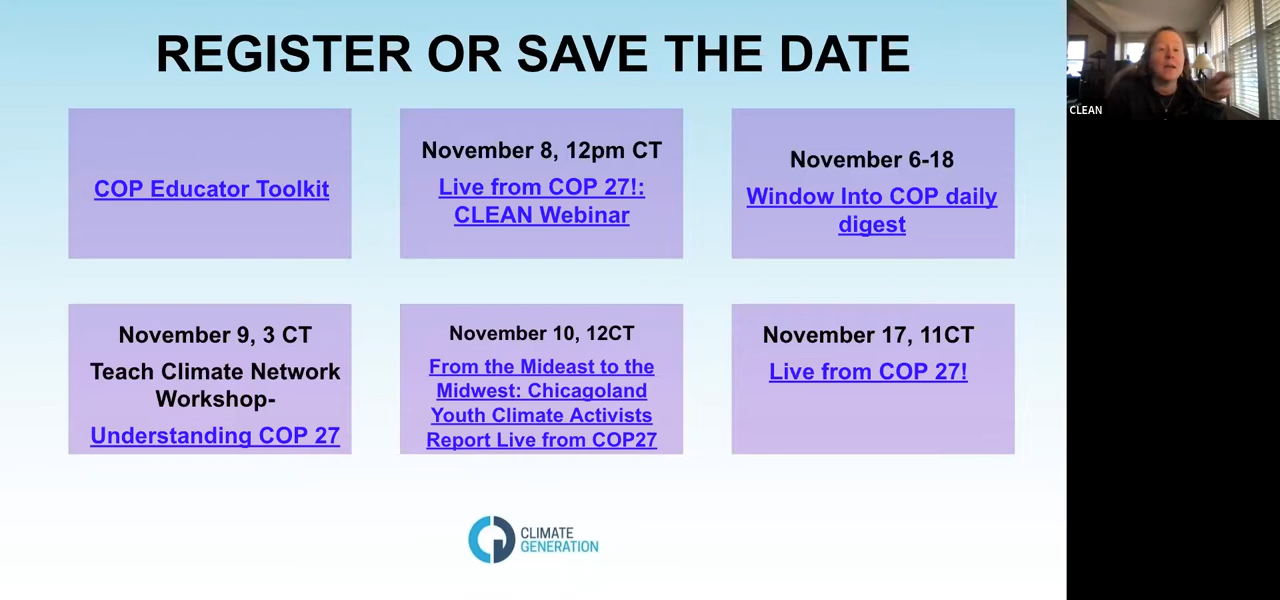 REGISTER OR SAVE THE DATE
COP Educator Toolkit
November 8, 12pm CT
Live from COP 27!:
CLEAN Webinar
November 6-18
Window Into COP daily
digest
November 9, 3 CT
Teach Climate Network
Workshop-
Understanding COP 27
November 10, 12CT
From the Mideast to the
Midwest: Chicagoland
Youth Climate Activists
Report Live from COP27
November 17, 11CT
Live from COP 27!
CLIMATE
GENERATION
CLEAN